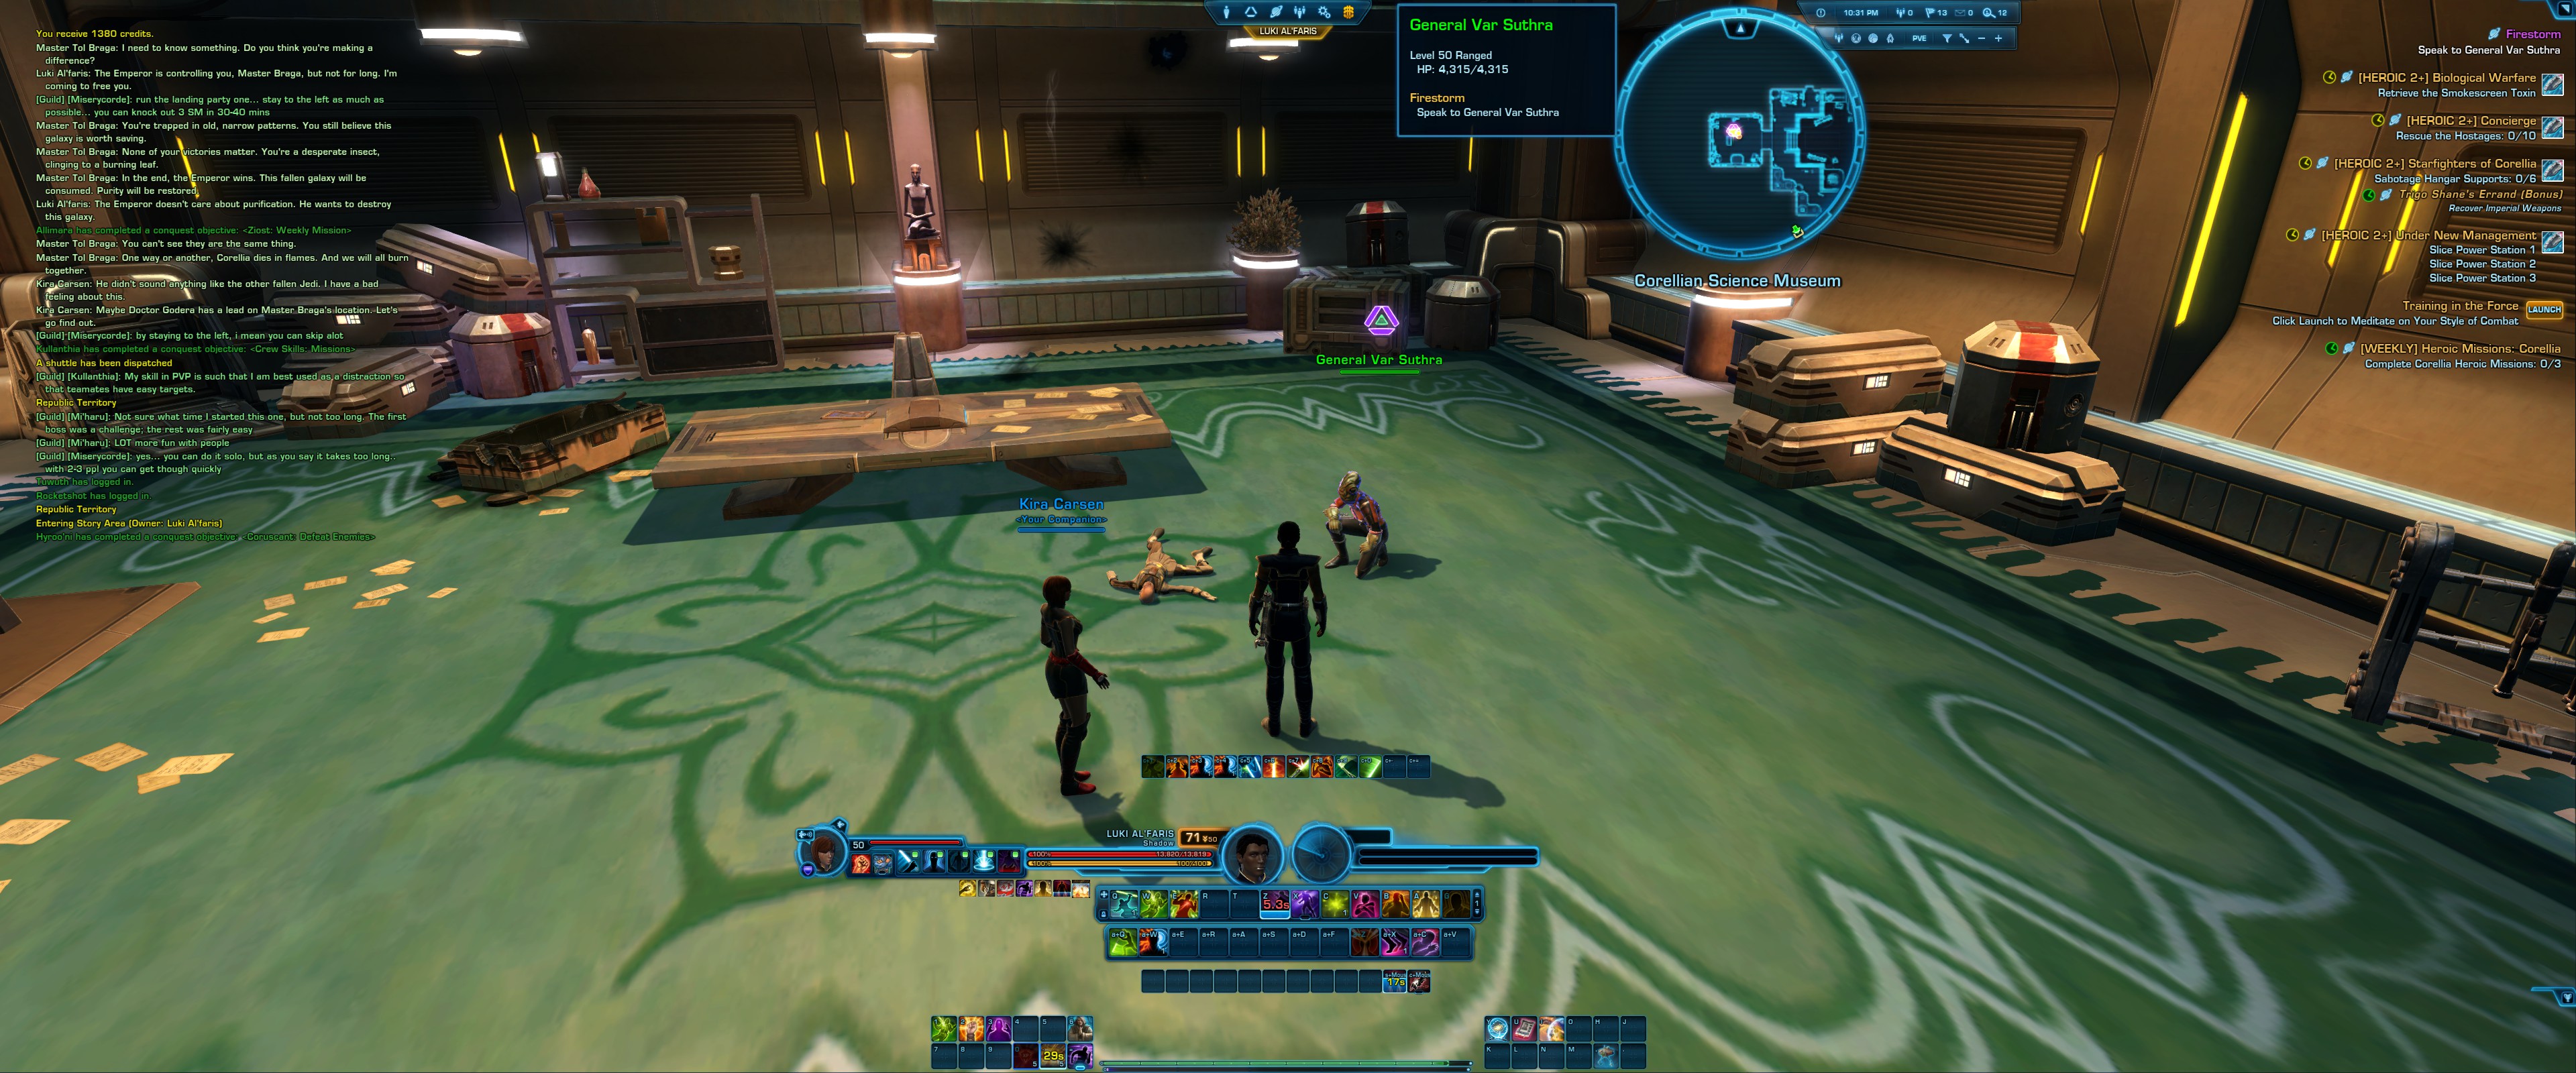 You receive 1380 credits.
Master Tol Braga: I need to know something. Do you think you're making a
difference?
Luki Al'faris: The Emperor is controlling you, Master Braga, but not for long. I'm
coming to free you.
[Guild] [Miserycorde]: run the landing party one... stay to the left as much as
possible... you can knock out 3 SM in 30-40 mins
Master Tol Braga: You're trapped in old, narrow patterns. You still believe this
galaxy is worth saving.
Master Tol Braga: None of your victories matter. You're a desperate insect,
clinging to a burning leaf.
Master Tol Braga: In the end, the Emperor wins. This fallen galaxy will be
consumed. Purity will be restored.
Luki Al'faris: The Emperor doesn't care about purification. He wants to destroy
this galaxy.
Allimara has completed a conquest objective: <Ziost: Weekly Mission>
Master Tol Braga: You can't see they are the same thing.
Master Tol Braga: One way or another, Corellia dies in flames. And we will all burn
together.
Kira Carsen: He didn't sound anything like the other fallen Jedi. I have a bad
feeling about this.
Kira Carsen: Maybe Doctor Godera has a lead on Master Braga's location. Let's
go find out.
[Guild] [Miserycorde]: by staying to the left, i mean you can skip alot
Kullanthia has completed a conquest objective: <Crew Skills: Missions>
A shuttle has been dispatched
[Guild] [Kullanthia]: My skill in PVP is such that I am best used as a distraction so
that teamates have easy targets.
Republic Territory
[Guild] [Mi'haru]: Not sure what time I started this one, but not too long. The first
boss was a challenge; the rest was fairly easy
[Guild] [Mi'haru]: LOT more fun with people
[Guild] [Miserycorde]: yes... you can do it solo, but as you say it takes too long..
with 2-3 ppl you can get though quickly
Tuwuth has logged in.
Rocketshot has logged in.
Republic Territory
Entering Story Area (Owner: Luki Al'faris)
Hyroo'ni has completed a conquest objective: <Coruscant: Defeat Enemies>
LUKI AL'FARIS
General Var Suthra
Level 50 Ranged
HP: 4,315/4,315
Firestorm
Speak to General Var Suthra
10:31 PM
0
13
0
12
PVE
Corellian Science Museum
Firestorm
Speak to General Var Suthra
[HEROIC 2+] Biological Warfare
Retrieve the Smokescreen Toxin
[HEROIC 2+] Concierge
Rescue the Hostages: 0/10
[HEROIC 2+] Starfighters of Corellia
Sabotage Hangar Supports: 0/6
Trigo Shane's Errand (Bonus)
Recover Imperial Weapons
[HEROIC 2+] Under New Management
Slice Power Station 1
Slice Power Station 2
Slice Power Station 3
Training in the Force
LAUNCH
Click Launch to Meditate on Your Style of Combat
[WEEKLY] Heroic Missions: Corellia
Complete Corellia Heroic Missions: 0/3
General Var Suthra
Kira Carsen
<Your Companion>
50
LUKI AL'FARIS
Shadow
71 50
100% 13,820/13,819
100% 100/100
Q W E R T Z 5.3s X C V B A
a+Q a+W a+E a+R a+A a+S a+D a+F a+X a+C a+V
17s
4 5
7 8 9 5 29s 5
U O H J
K L N M